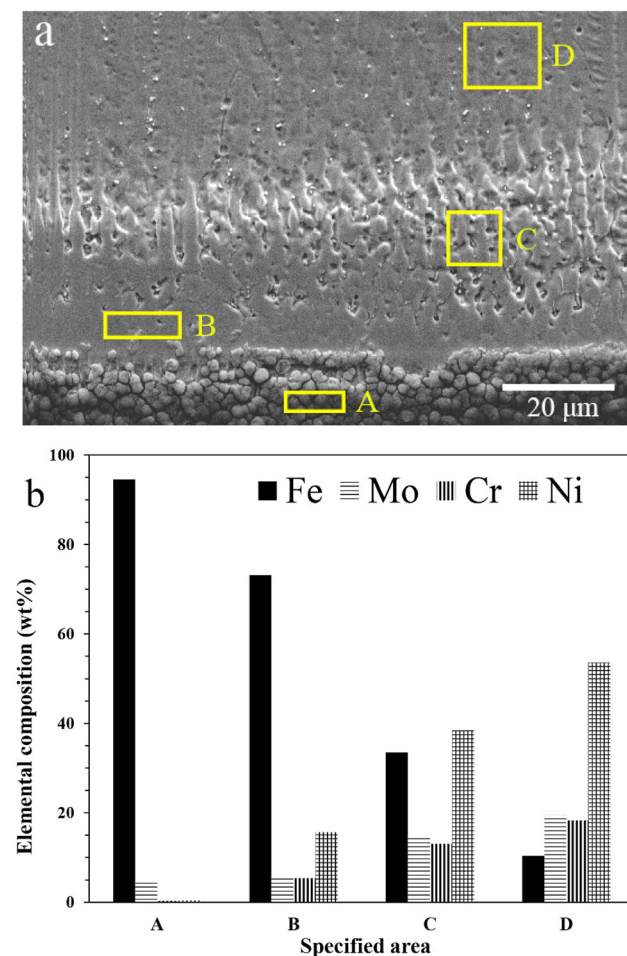 a
D
C
B
A
20 µm
b
Fe Mo Cr Ni
100
80
60
40
20
0
Elemental composition (wt%)
A B C D
Specified area